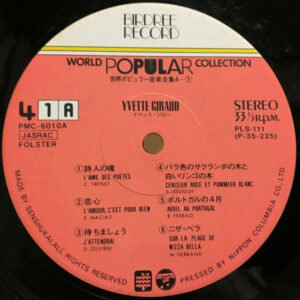 BIRDREE
RECORD
WORLD POPULAR COLLECTION
世界ポピュラー音楽全集4-①
41A
YVETTE GIRAUD
イベット・ジロー
STEREO
33 1/3 r.p.m.
PMC-6010A
JASRAC
FOLSTER
PLS-111
(P-35-225)
①詩人の魂
L'AME DES POETES
C. TRENET
②恋心
L'AMOUR, C'EST POUR RIEN
E. MACIAS
③待ちましょう
J'ATTENDRAI
D. OLIVIERI
④バラ色のサクランボの木と
白いリンゴの木
CERISIER ROSE ET POMMIER BLANC
⑤ポルトガルの4月
AVRIL AU PORTUGAL
R. FERRAO
⑥ニザ・ベラ
SUR LA PLAGE DE
NIZZA BELLA
MADE BY SENSHUKAI. ALL RIGHTS RESERVED.
PRESSED BY NIPPON COLUMBIA CO., LTD.